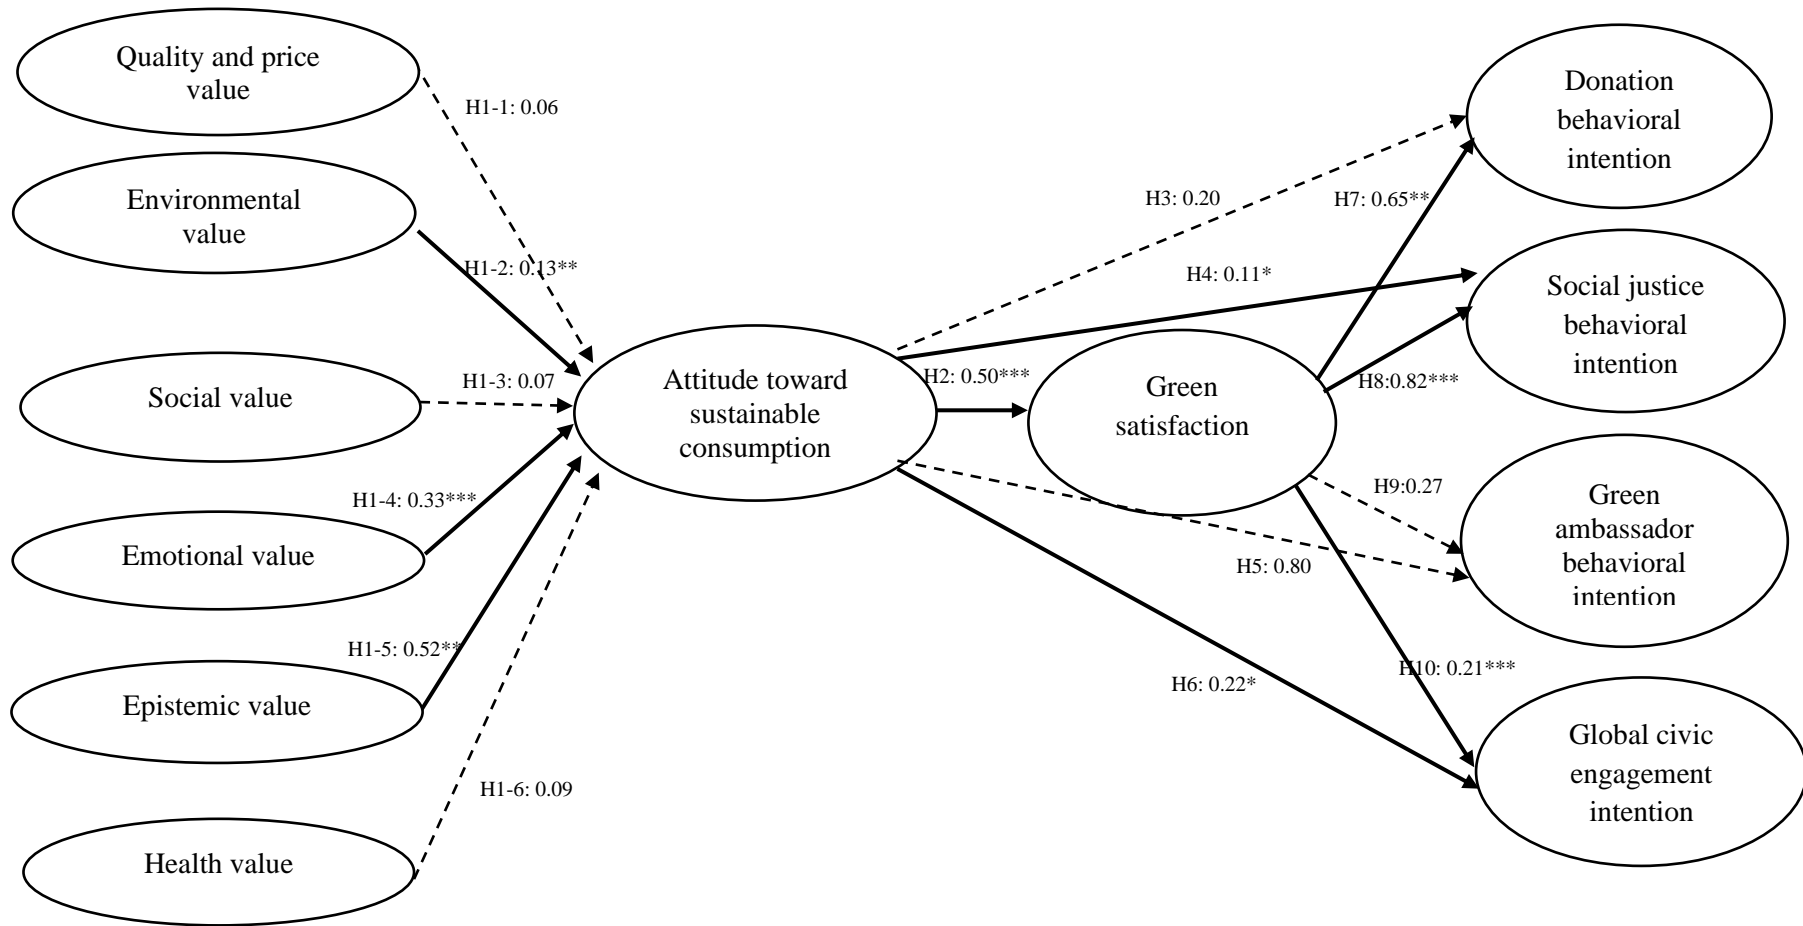 Quality and price
value
H1-1: 0.06
Environmental
value
H1-2: 0.13**
Social value
H1-3: 0.07
Emotional value
H1-4: 0.33***
Epistemic value
H1-5: 0.52**
Health value
H1-6: 0.09
Attitude toward
sustainable
consumption
H2: 0.50***
Green
satisfaction
H3: 0.20
H4: 0.11*
H5: 0.80
H6: 0.22*
H7: 0.65**
H8:0.82***
H9:0.27
H10: 0.21***
Donation
behavioral
intention
Social justice
behavioral
intention
Green
ambassador
behavioral
intention
Global civic
engagement
intention